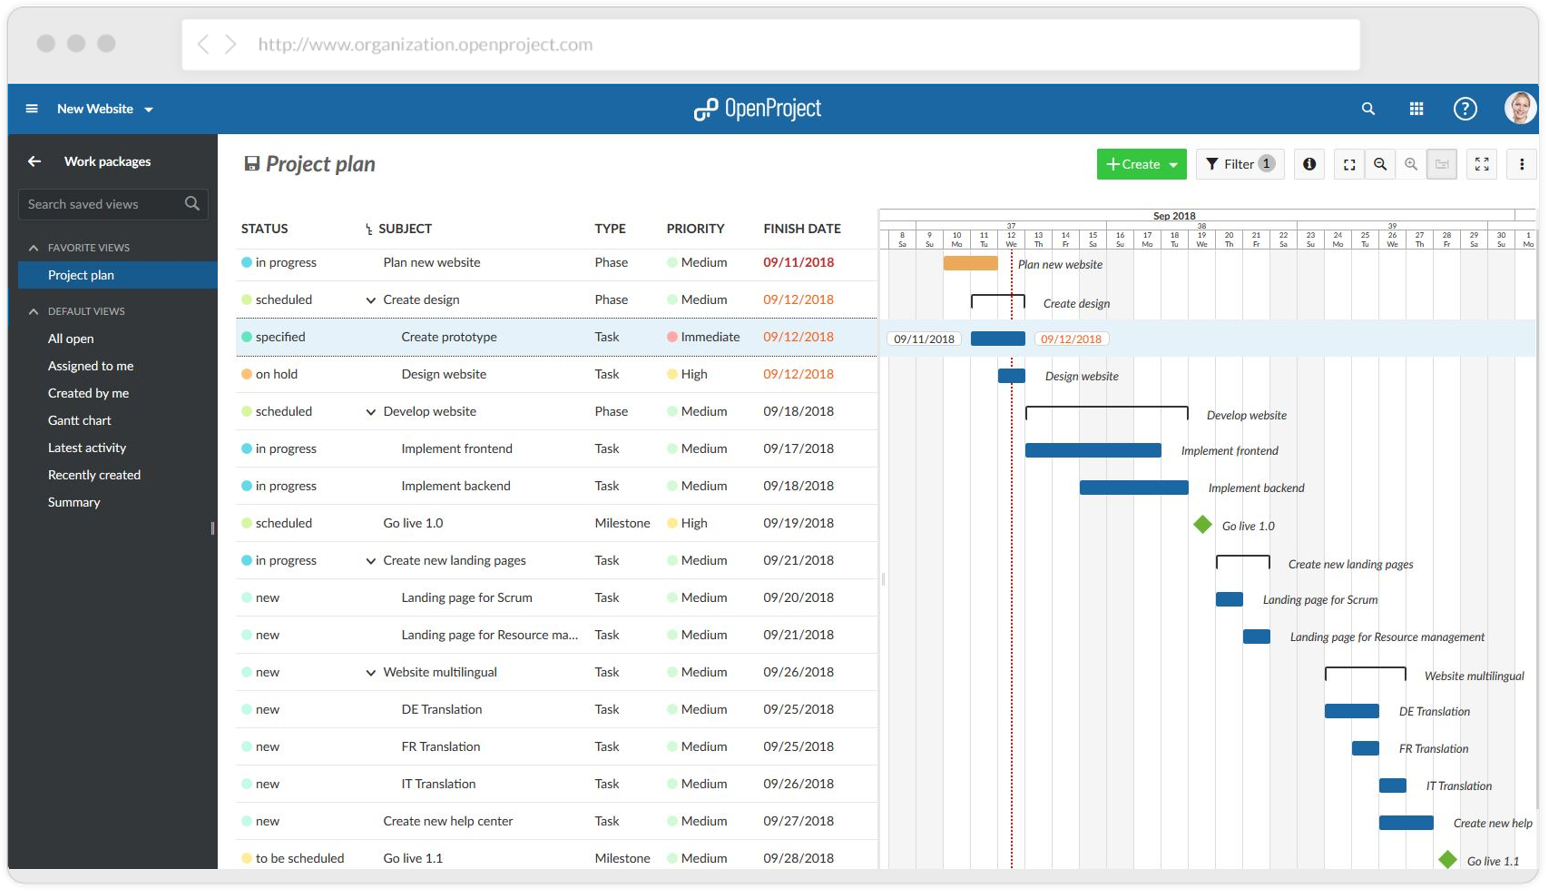 http://www.organization.openproject.com
New Website
OpenProject
?
Work packages
Search saved views
FAVORITE VIEWS
Project plan
DEFAULT VIEWS
All open
Assigned to me
Created by me
Gantt chart
Latest activity
Recently created
Summary
Project plan
+ Create
Filter 1
STATUS SUBJECT TYPE PRIORITY FINISH DATE
in progress Plan new website Phase Medium 09/11/2018
scheduled Create design Phase Medium 09/12/2018
specified Create prototype Task Immediate 09/12/2018
on hold Design website Task High 09/12/2018
scheduled Develop website Phase Medium 09/18/2018
in progress Implement frontend Task Medium 09/17/2018
in progress Implement backend Task Medium 09/18/2018
scheduled Go live 1.0 Milestone High 09/19/2018
in progress Create new landing pages Task Medium 09/21/2018
new Landing page for Scrum Task Medium 09/20/2018
new Landing page for Resource ma... Task Medium 09/21/2018
new Website multilingual Task Medium 09/26/2018
new DE Translation Task Medium 09/25/2018
new FR Translation Task Medium 09/25/2018
new IT Translation Task Medium 09/26/2018
new Create new help center Task Medium 09/27/2018
to be scheduled Go live 1.1 Milestone Medium 09/28/2018
Sep 2018
37 38 39
8 9 10 11 12 13 14 15 16 17 18 19 20 21 22 23 24 25 26 27 28 29 30 1
Sa Su Mo Tu We Th Fr Sa Su Mo Tu We Th Fr Sa Su Mo Tu We Th Fr Sa Su Mo
Plan new website
Create design
09/11/2018 09/12/2018
Design website
Develop website
Implement frontend
Implement backend
Go live 1.0
Create new landing pages
Landing page for Scrum
Landing page for Resource management
Website multilingual
DE Translation
FR Translation
IT Translation
Create new help
Go live 1.1